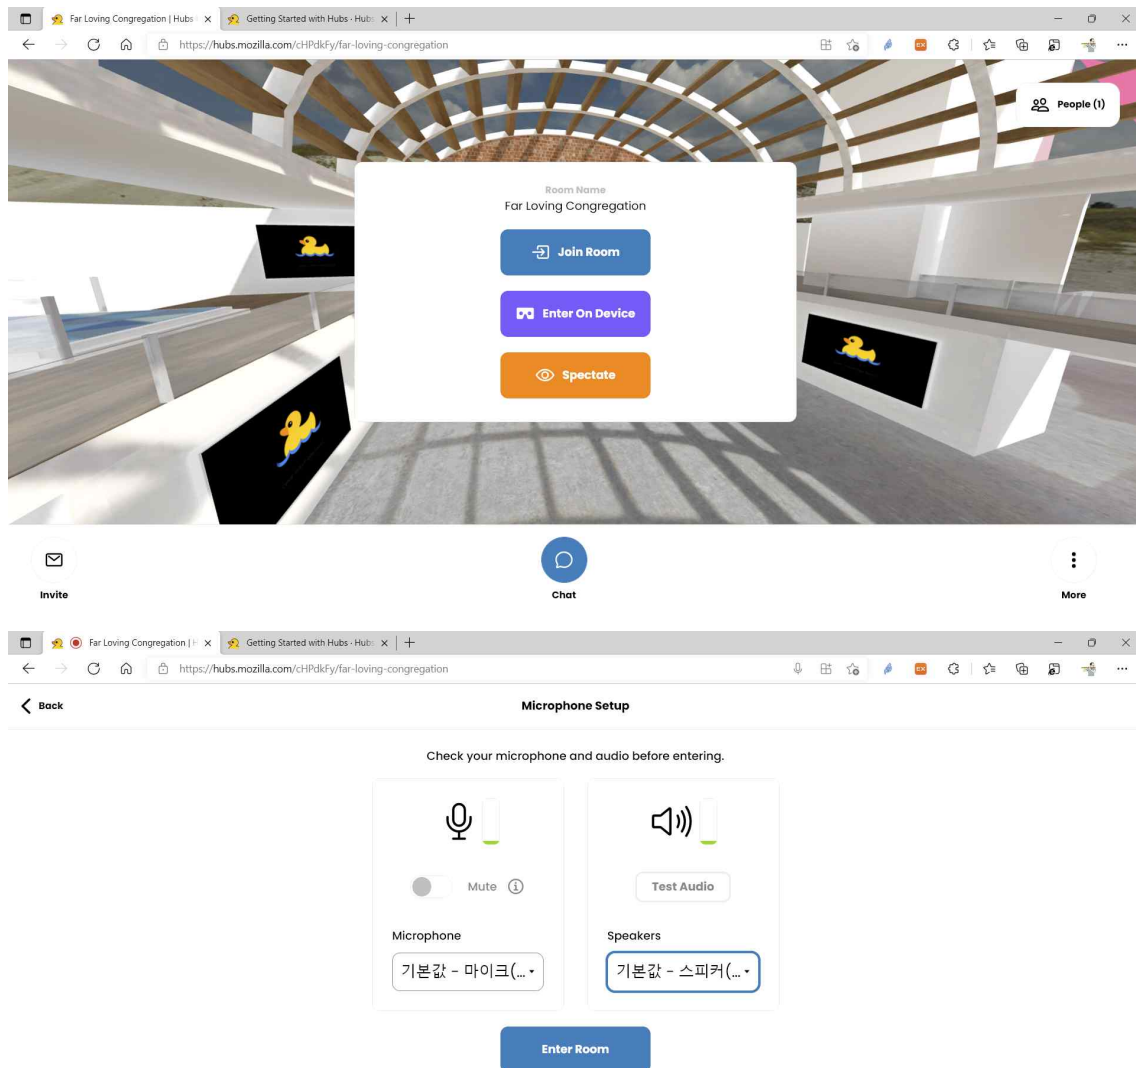 Far Loving Congregation | Hubs
Getting Started with Hubs · Hubs
https://hubs.mozilla.com/cHPdkFy/far-loving-congregation
People (1)
Room Name
Far Loving Congregation
Join Room
Enter On Device
Spectate
Invite
Chat
More
Far Loving Congregation | H
Getting Started with Hubs · Hubs
https://hubs.mozilla.com/cHPdkFy/far-loving-congregation
Back
Microphone Setup
Check your microphone and audio before entering.
Mute
Test Audio
Microphone
Speakers
기본값 - 마이크(...
기본값 - 스피커(...
Enter Room